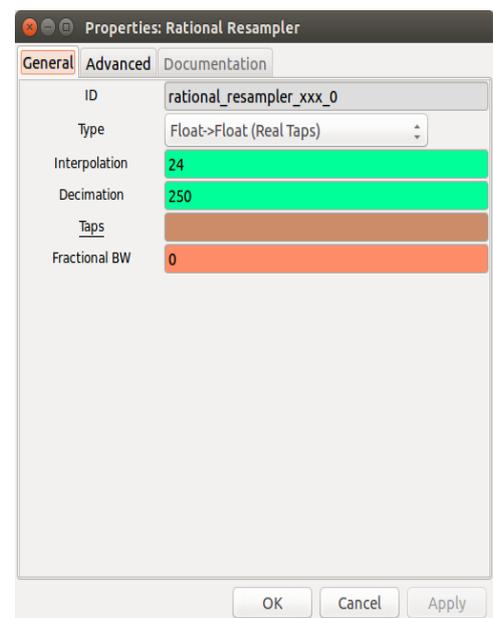 Properties: Rational Resampler
General Advanced Documentation
ID rational_resampler_xxx_0
Type Float->Float (Real Taps)
Interpolation 24
Decimation 250
Taps
Fractional BW 0
OK Cancel Apply